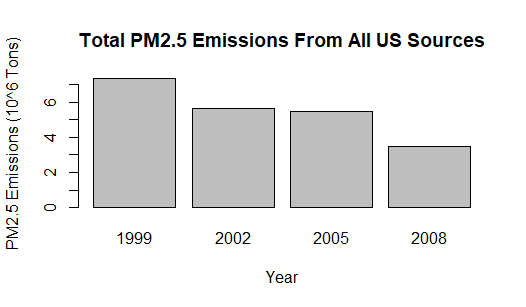 Total PM2.5 Emissions From All US Sources
PM2.5 Emissions (10^6 Tons)
6
4
2
0
1999 2002 2005 2008
Year